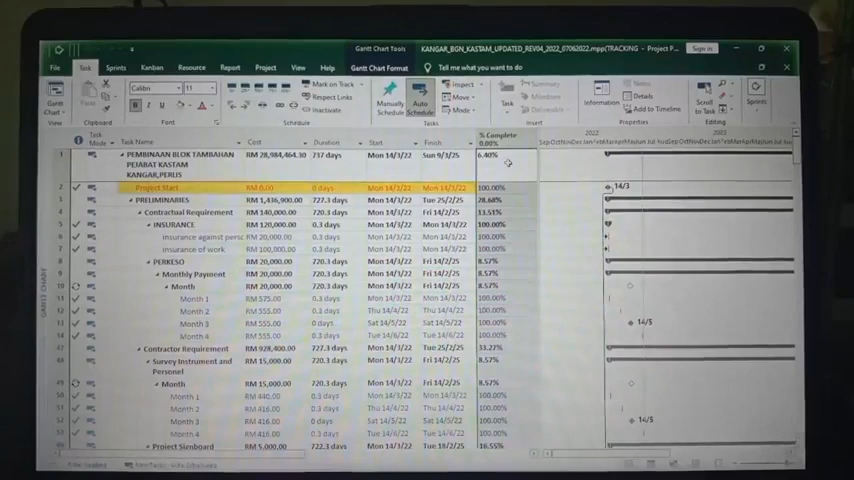 Gantt Chart Tools KANGAR_BGN_KASTAM_UPDATED_REV04_2022_07062022.mpp(TRACKING - Project P... Sign in
File Task Sprints Kanban Resource Report Project View Help Gantt Chart Format Tell me what you want to do
Gantt Chart Paste Calibri 11 Mark on Track Respect Links Inactivate Manually Schedule Auto Schedule Inspect Move Mode Task Summary Milestone Deliverable Information Notes Details Add to Timeline Scroll to Task Sprints
View Clipboard Font Schedule Tasks Insert Properties Editing
Task Mode Task Name Cost Duration Start Finish % Complete 0.00% 2022 2023
1 PEMBINAAN BLOK TAMBAHAN PEJABAT KASTAM KANGAR,PERLIS RM 28,984,464.30 737 days Mon 14/3/22 Sun 9/3/25 6.40%
2 Project Start RM 0.00 0 days Mon 14/3/22 Mon 14/3/22 100.00% 14/3
3 PRELIMINARIES RM 1,436,900.00 727.3 days Mon 14/3/22 Tue 25/2/25 28.68%
4 Contractual Requirement RM 140,000.00 720.3 days Mon 14/3/22 Fri 14/2/25
5 INSURANCE RM 120,000.00 0.3 days Mon 14/3/22 Mon 14/3/22 100.00%
6 insurance against persc RM 20,000.00 0.3 days Mon 14/3/22 Mon 14/3/22 100.00%
7 insurance of work RM 100,000.00 0.3 days Mon 14/3/22 Mon 14/3/22 100.00%
8 PERKESO RM 20,000.00 720.3 days Mon 14/3/22 Fri 14/2/25 8.57%
9 Monthly Payment RM 20,000.00 720.3 days Mon 14/3/22 Fri 14/2/25 8.57%
10 Month RM 20,000.00 720.3 days Mon 14/3/22 Fri 14/2/25 8.57%
11 Month 1 RM 575.00 0.3 days Mon 14/3/22 Mon 14/3/22 100.00%
12 Month 2 RM 555.00 0.3 days Thu 14/4/22 Thu 14/4/22 100.00%
13 Month 3 RM 555.00 0 days Sat 14/5/22 Sat 14/5/22 100.00% 14/5
14 Month 4 RM 555.00 0.3 days Tue 14/6/22 Tue 14/6/22 100.00%
47 Contractor Requirement RM 928,400.00 727.3 days Mon 14/3/22 Tue 25/2/25 33.27%
48 Survey Instrument and Personel RM 15,000.00 720.3 days Mon 14/3/22 Fri 14/2/25 8.57%
49 Month RM 15,000.00 720.3 days Mon 14/3/22 Fri 14/2/25 8.57%
50 Month 1 RM 440.00 0.3 days Mon 14/3/22 Mon 14/3/22 100.00%
51 Month 2 RM 416.00 0.3 days Thu 14/4/22 Thu 14/4/22 100.00%
52 Month 3 RM 416.00 0 days Sat 14/5/22 Sat 14/5/22 100.00% 14/5
53 Month 4 RM 416.00 0.3 days Tue 14/6/22 Tue 14/6/22 100.00%
Project Signboard RM 5,000.00 722.3 days Mon 14/3/22 Tue 18/2/25 16.55%
GANTT CHART